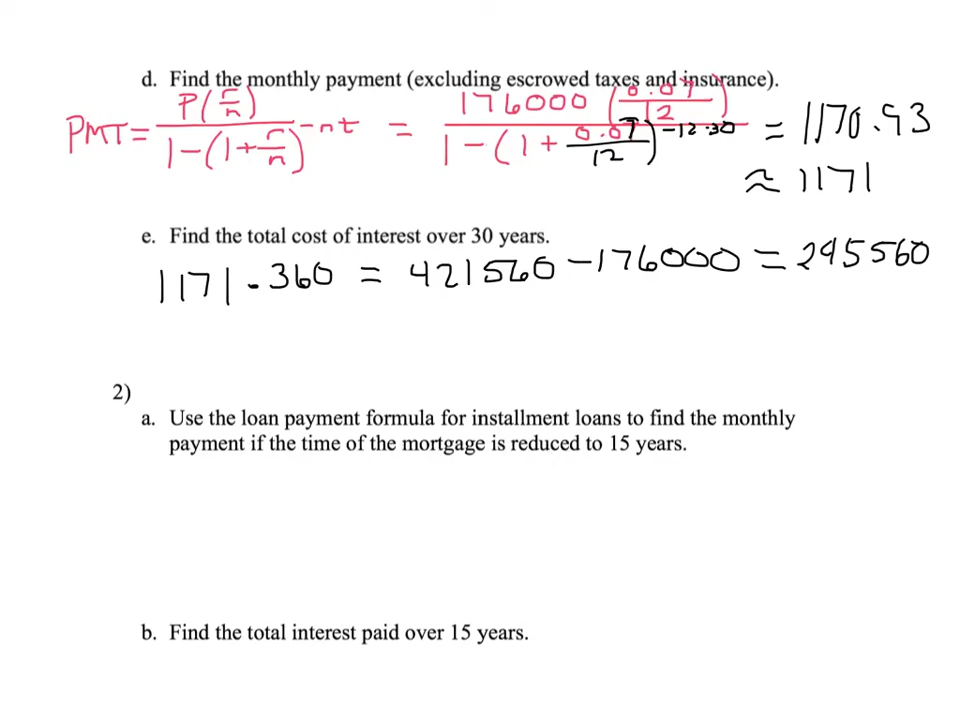 d. Find the monthly payment (excluding escrowed taxes and insurance).
PMT = P(r/n) / 1-(1+r/n)^-nt = 176000 (0.07/12) / 1-(1+0.07/12)^-12.30 = 1170.93
≈ 1171
e. Find the total cost of interest over 30 years.
1171 . 360 = 421560 - 176000 = 245560
2)
a. Use the loan payment formula for installment loans to find the monthly
payment if the time of the mortgage is reduced to 15 years.
b. Find the total interest paid over 15 years.